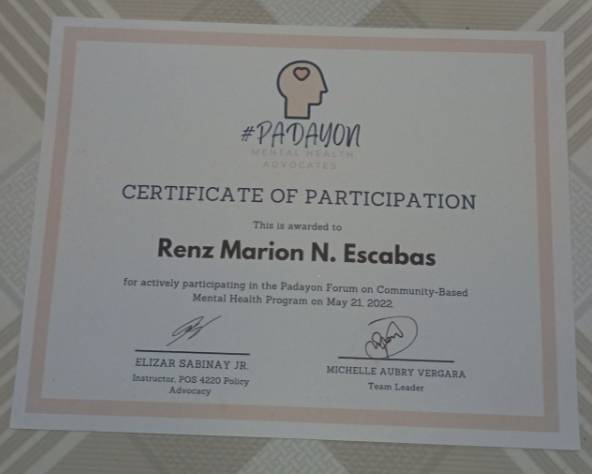 #PADAYON
MENTAL HEALTH
ADVOCATES
CERTIFICATE OF PARTICIPATION
This is awarded to
Renz Marion N. Escabas
for actively participating in the Padayon Forum on Community-Based
Mental Health Program on May 21, 2022.
ELIZAR SABINAY JR.
Instructor, POS 4220 Policy
Advocacy
MICHELLE AUBRY VERGARA
Team Leader